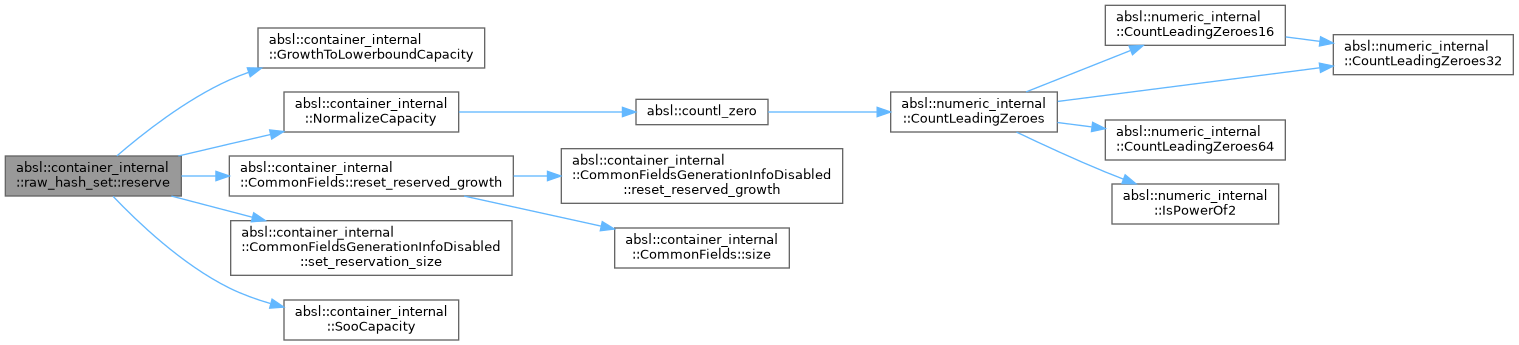 absl::container_internal
::raw_hash_set::reserve
absl::container_internal
::GrowthToLowerboundCapacity
absl::container_internal
::NormalizeCapacity
absl::countl_zero
absl::numeric_internal
::CountLeadingZeroes
absl::numeric_internal
::CountLeadingZeroes16
absl::numeric_internal
::CountLeadingZeroes32
absl::numeric_internal
::CountLeadingZeroes64
absl::numeric_internal
::IsPowerOf2
absl::container_internal
::CommonFields::reset_reserved_growth
absl::container_internal
::CommonFieldsGenerationInfoDisabled
::reset_reserved_growth
absl::container_internal
::CommonFields::size
absl::container_internal
::CommonFieldsGenerationInfoDisabled
::set_reservation_size
absl::container_internal
::SooCapacity